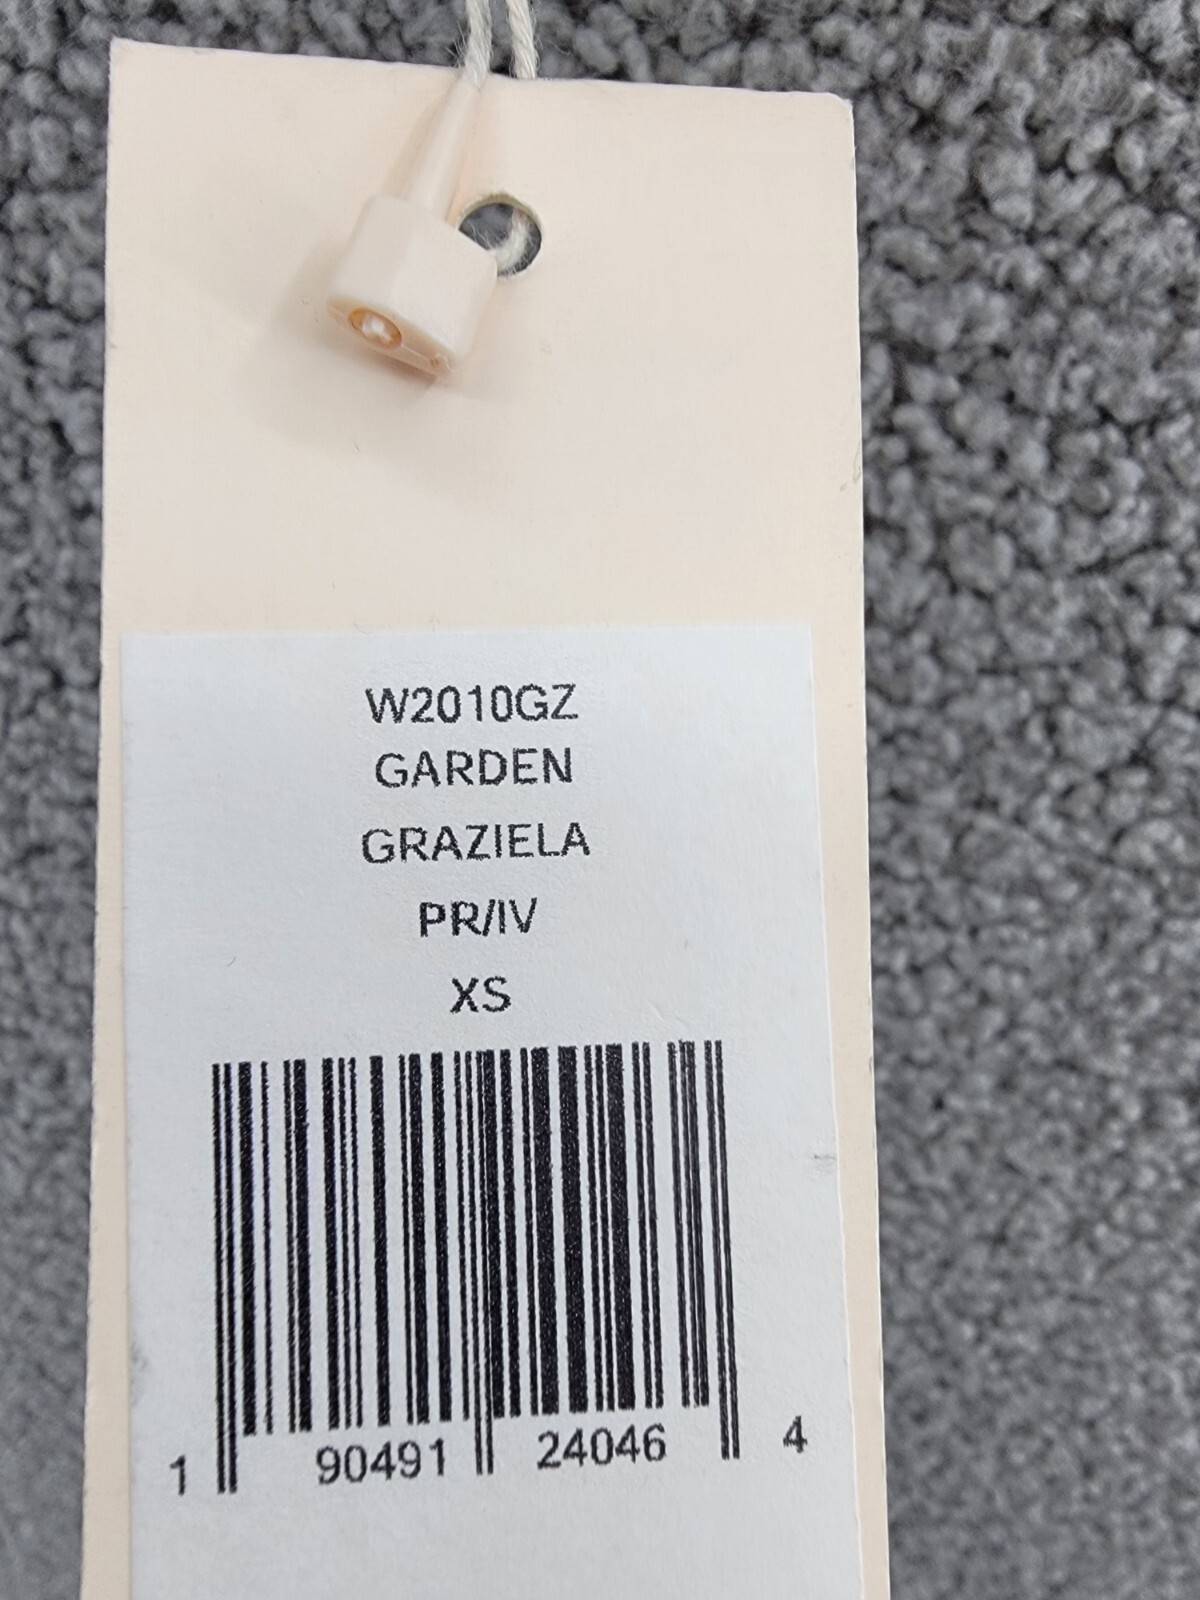 W2010GZ
GARDEN
GRAZIELA
PR/IV
XS
1 90491 24046 4